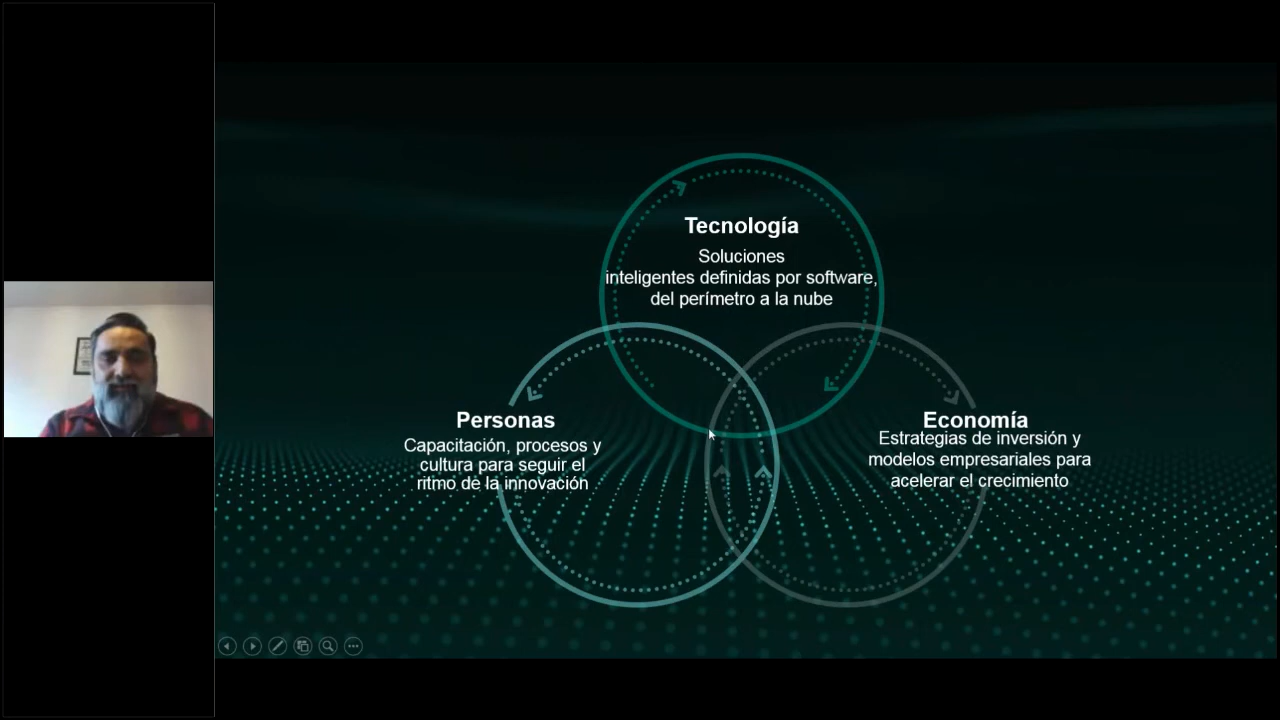 Tecnología
Soluciones
inteligentes definidas por software,
del perímetro a la nube
Personas
Capacitación, procesos y
cultura para seguir el
ritmo de la innovación
Economía
Estrategias de inversión y
modelos empresariales para
acelerar el crecimiento